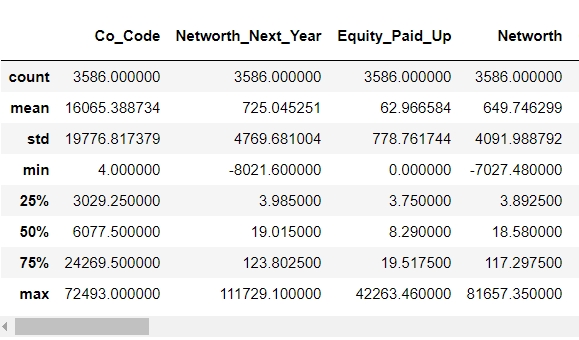 Co_Code Networth_Next_Year Equity_Paid_Up Networth
count 3586.000000 3586.000000 3586.000000 3586.000000
mean 16065.388734 725.045251 62.966584 649.746299
std 19776.817379 4769.681004 778.761744 4091.988792
min 4.000000 -8021.600000 0.000000 -7027.480000
25% 3029.250000 3.985000 3.750000 3.892500
50% 6077.500000 19.015000 8.290000 18.580000
75% 24269.500000 123.802500 19.517500 117.297500
max 72493.000000 111729.100000 42263.460000 81657.350000